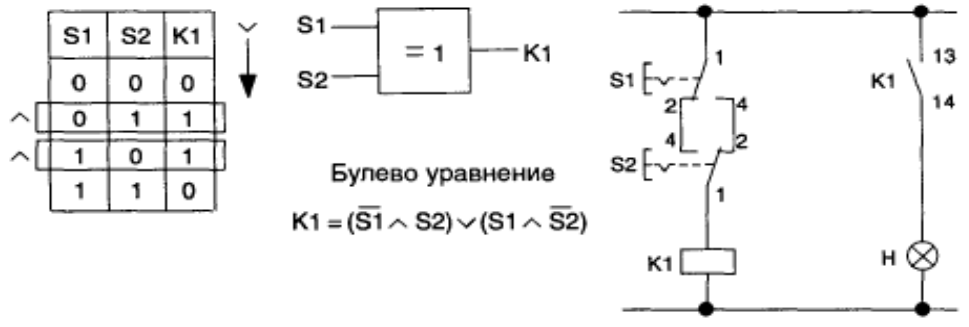 S1 S2 K1
0 0 0
0 1 1
1 0 1
1 1 0
S1
S2
= 1
K1
Булево уравнение
K1 = (S̅1̅ ∧ S2) ∨ (S1 ∧ S̅2̅)
1
S1
2 4
4 2
S2
1
K1
13
K1
14
H